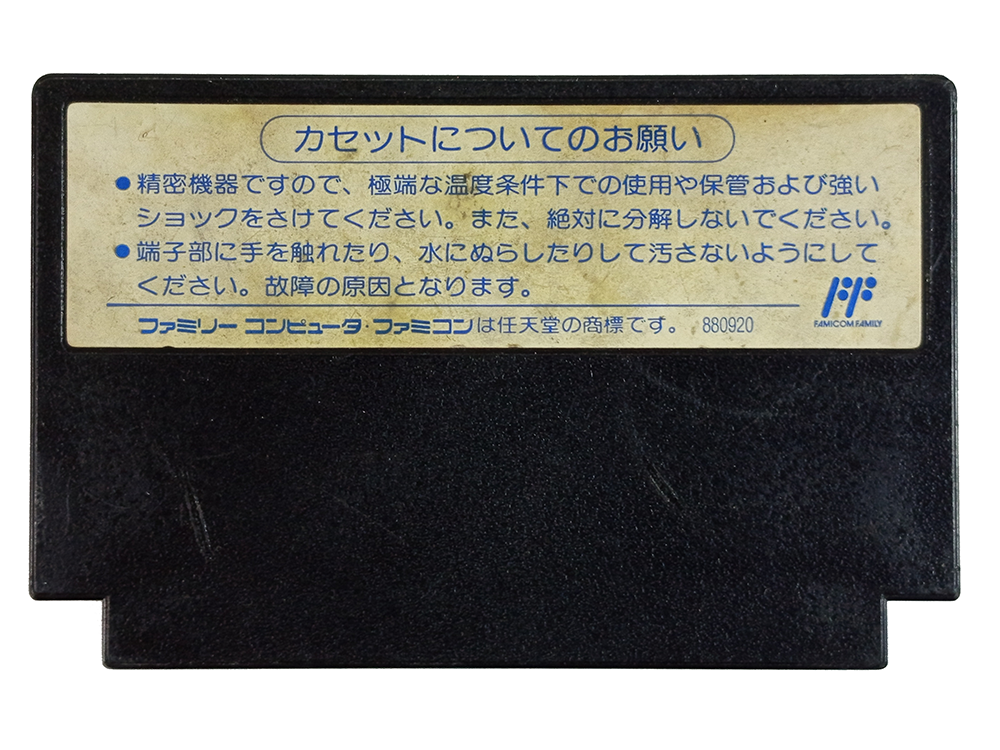 カセットについてのお願い
●精密機器ですので、極端な温度条件下での使用や保管および強い
ショックをさけてください。また、絶対に分解しないでください。
●端子部に手を触れたり、水にぬらしたりして汚さないようにして
ください。故障の原因となります。
ファミリーコンピュータ・ファミコンは任天堂の商標です。 880920
FF
FAMICOM FAMILY